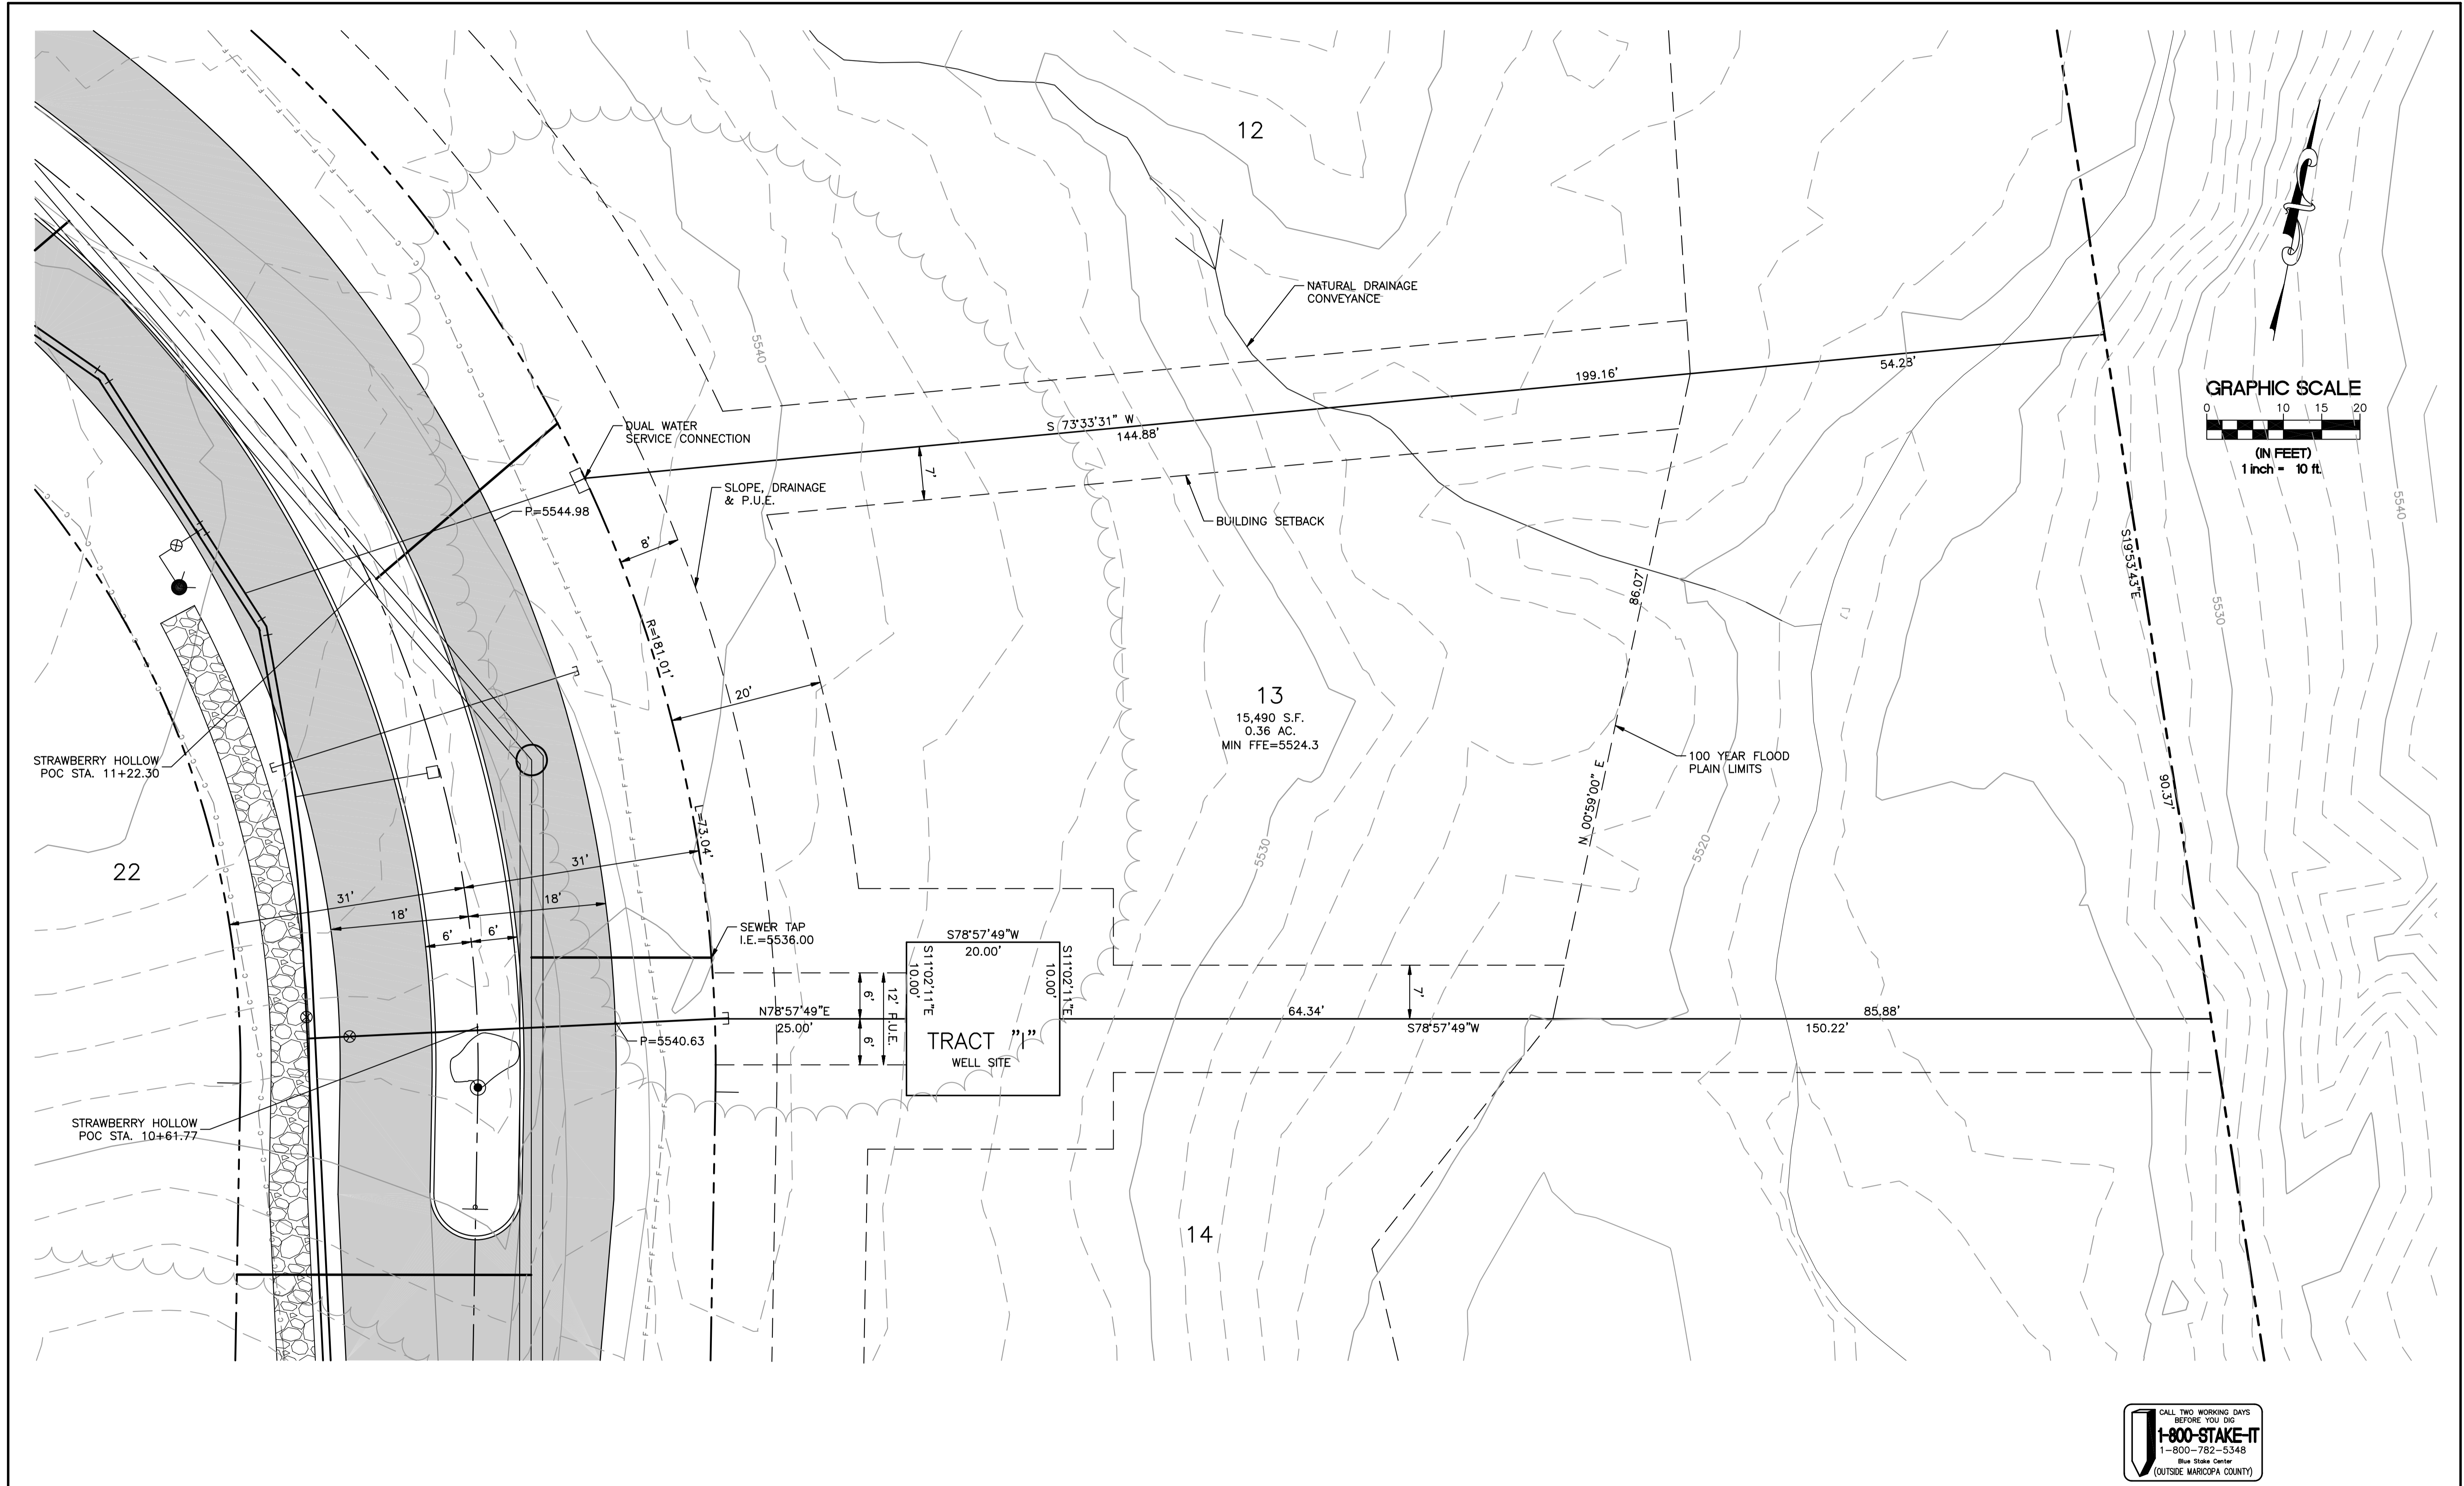 12
NATURAL DRAINAGE
CONVEYANCE
5540
199.16'
54.28'
GRAPHIC SCALE
0 10 15 20
(IN FEET)
1 inch = 10 ft.
DUAL WATER
SERVICE CONNECTION
S 73°33'31" W
144.88'
7'
SLOPE, DRAINAGE
& P.U.E.
P=5544.98
BUILDING SETBACK
5540
8'
S19°53'43"E
86.07'
5530
R=181.01'
20'
13
15,490 S.F.
0.36 AC.
MIN FFE=5524.3
STRAWBERRY HOLLOW
POC STA. 11+22.30
100 YEAR FLOOD
PLAIN LIMITS
90.37'
N 00°59'00" E
L=73.04'
5530
5520
22
31'
31'
18'
18'
6'
6'
SEWER TAP
I.E.=5536.00
S78°57'49"W
20.00'
S11°02'11"E
10.00'
S11°02'11"E
10.00'
7'
6'
12' P.U.E.
N78°57'49"E
25.00'
64.34'
S78°57'49"W
85.88'
150.22'
6'
P=5540.63
TRACT "I"
WELL SITE
STRAWBERRY HOLLOW
POC STA. 10+61.77
14
CALL TWO WORKING DAYS
BEFORE YOU DIG
1-800-STAKE-IT
1-800-782-5348
Blue Stake Center
(OUTSIDE MARICOPA COUNTY)